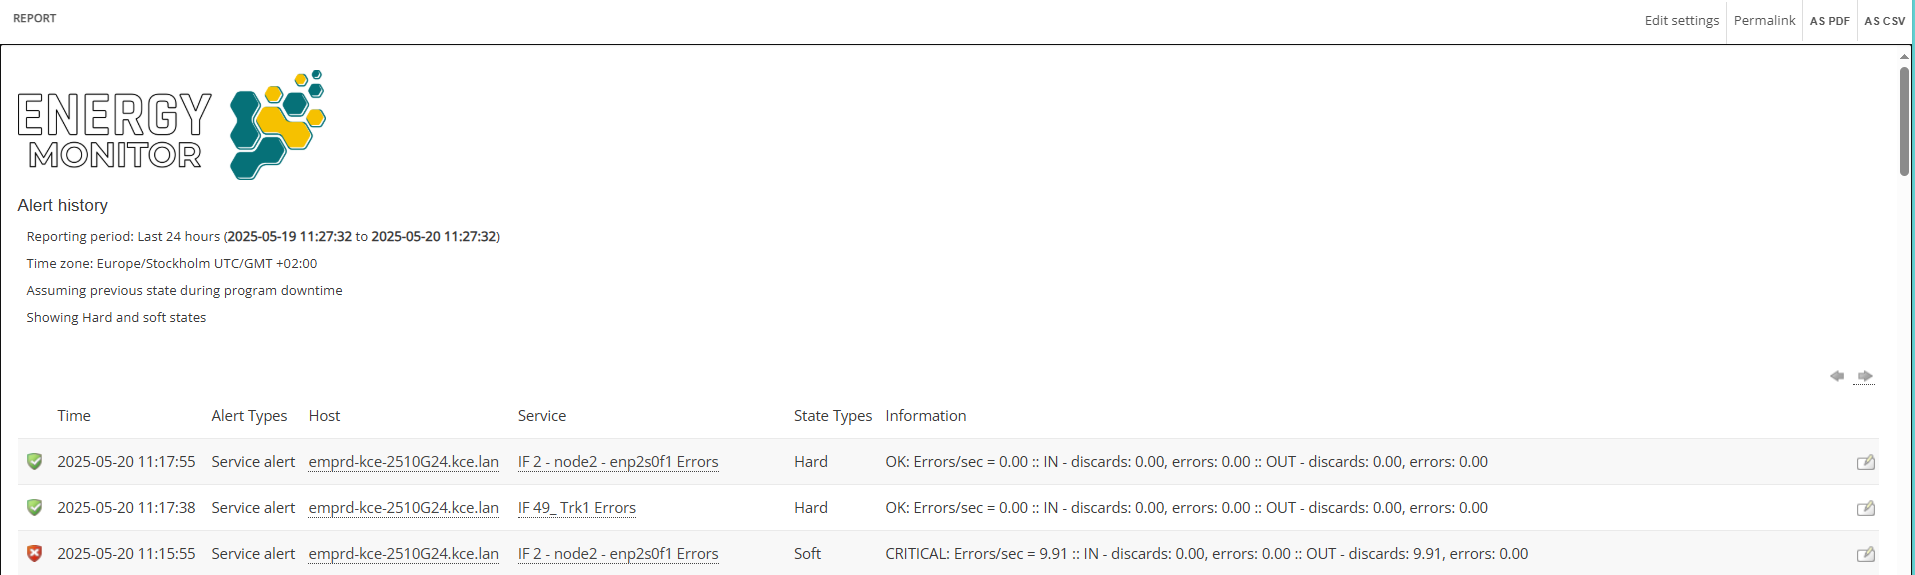 REPORT
Edit settings
Permalink
AS PDF
AS CSV
ENERGY
MONITOR
Alert history
Reporting period: Last 24 hours (2025-05-19 11:27:32 to 2025-05-20 11:27:32)
Time zone: Europe/Stockholm UTC/GMT +02:00
Assuming previous state during program downtime
Showing Hard and soft states
Time Alert Types Host Service State Types Information
2025-05-20 11:17:55 Service alert emprd-kce-2510G24.kce.lan IF 2 - node2 - enp2s0f1 Errors Hard OK: Errors/sec = 0.00 :: IN - discards: 0.00, errors: 0.00 :: OUT - discards: 0.00, errors: 0.00
2025-05-20 11:17:38 Service alert emprd-kce-2510G24.kce.lan IF 49_ Trk1 Errors Hard OK: Errors/sec = 0.00 :: IN - discards: 0.00, errors: 0.00 :: OUT - discards: 0.00, errors: 0.00
2025-05-20 11:15:55 Service alert emprd-kce-2510G24.kce.lan IF 2 - node2 - enp2s0f1 Errors Soft CRITICAL: Errors/sec = 9.91 :: IN - discards: 0.00, errors: 0.00 :: OUT - discards: 9.91, errors: 0.00